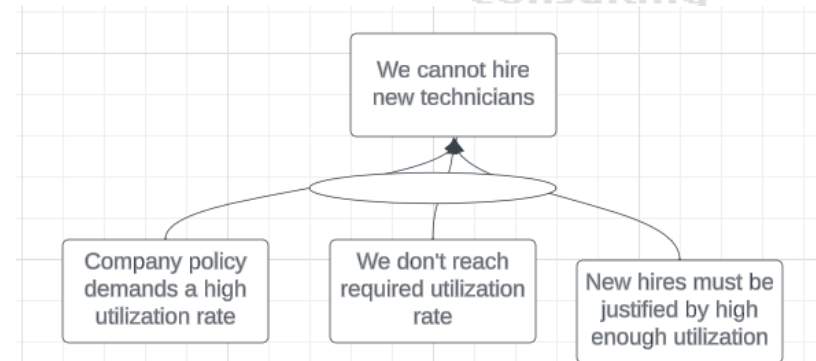 We cannot hire
new technicians
Company policy
demands a high
utilization rate
We don't reach
required utilization
rate
New hires must be
justified by high
enough utilization